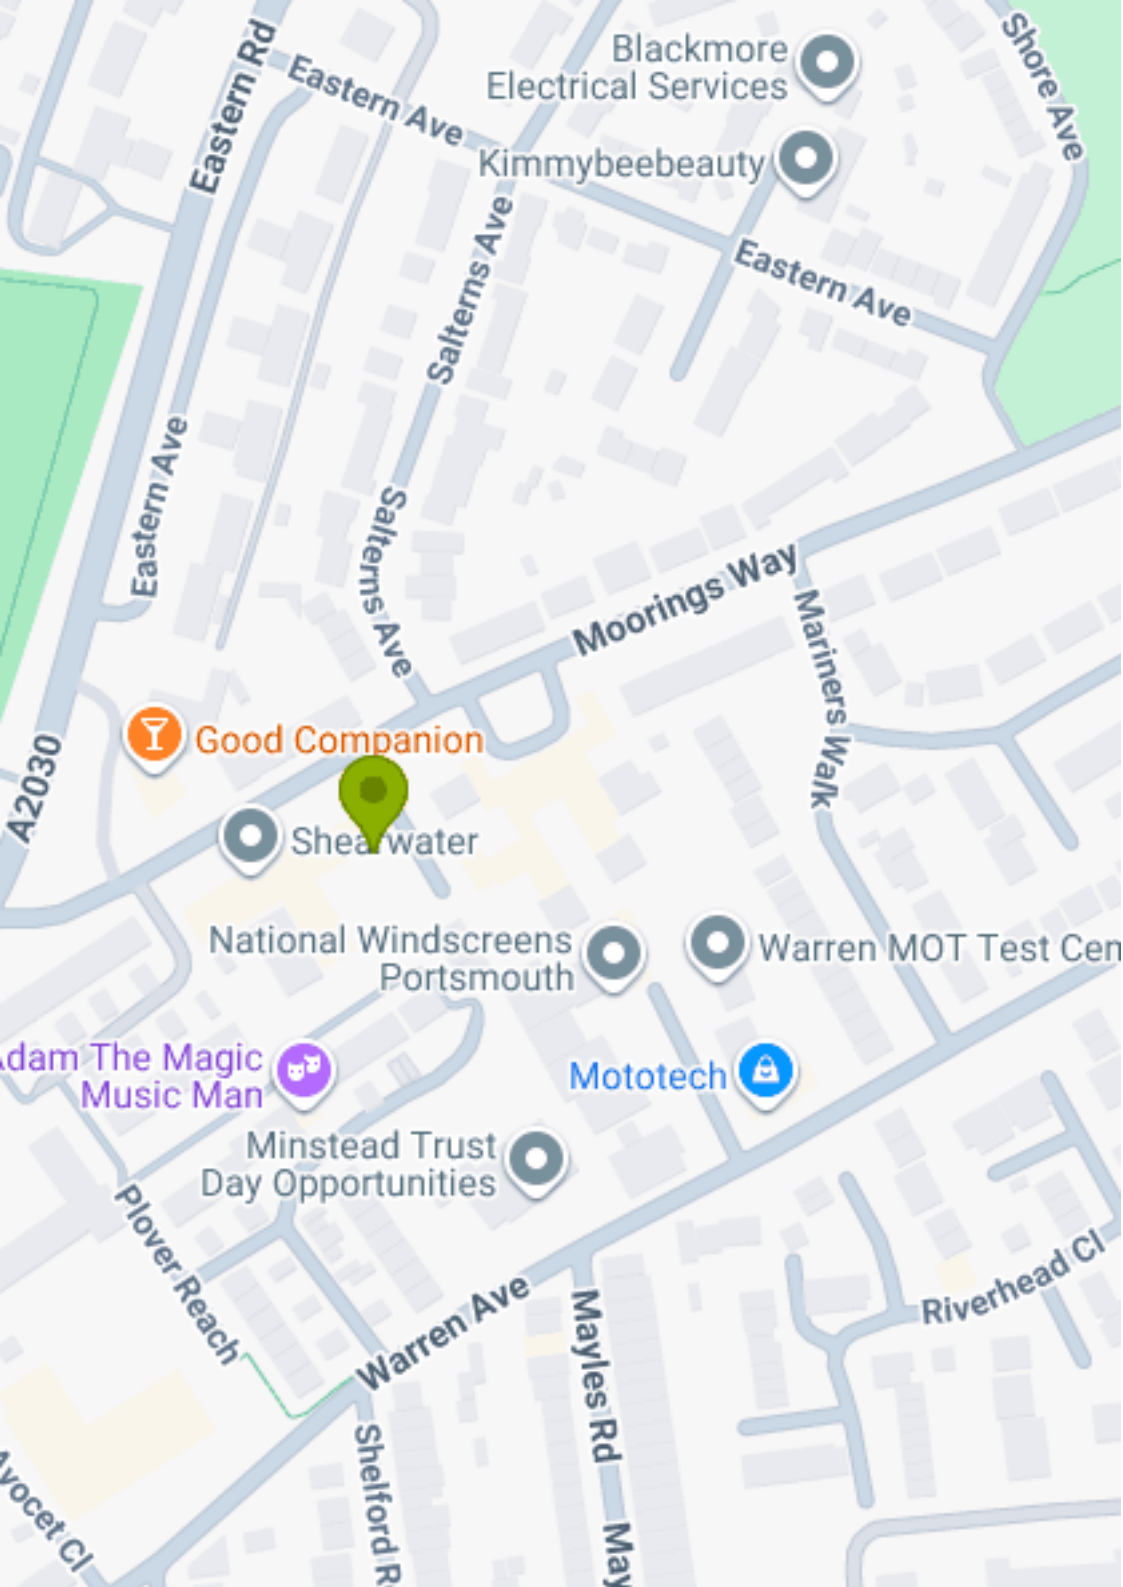 Eastern Rd
Eastern Ave
Blackmore
Electrical Services
Shore Ave
Kimmybeebeauty
Salterns Ave
Eastern Ave
Eastern Ave
Salterns Ave
Moorings Way
Mariners Walk
A2030
Good Companion
Shearwater
National Windscreens
Portsmouth
Warren MOT Test Cen
Adam The Magic
Music Man
Mototech
Minstead Trust
Day Opportunities
Plover Reach
Riverhead Cl
Warren Ave
Mayles Rd
Shelford R
Avocet Cl
May